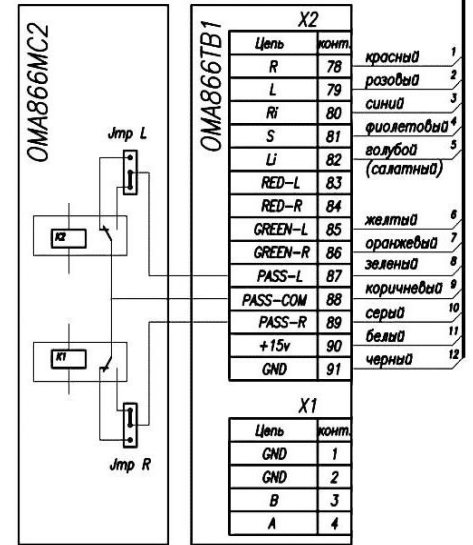 ОМА866МС2
Jmp L
K2
K1
Jmp R
ОМА866ТВ1
X2
Цепь конт.
R 78 красный 1
L 79 розовый 2
Ri 80 синий 3
S 81 фиолетовый 4
Li 82 голубой 5
(салатный)
RED-L 83
RED-R 84
GREEN-L 85 желтый 6
GREEN-R 86 оранжевый 7
PASS-L 87 зеленый 8
PASS-COM 88 коричневый 9
PASS-R 89 серый 10
+15v 90 белый 11
GND 91 черный 12
X1
Цепь конт.
GND 1
GND 2
B 3
A 4